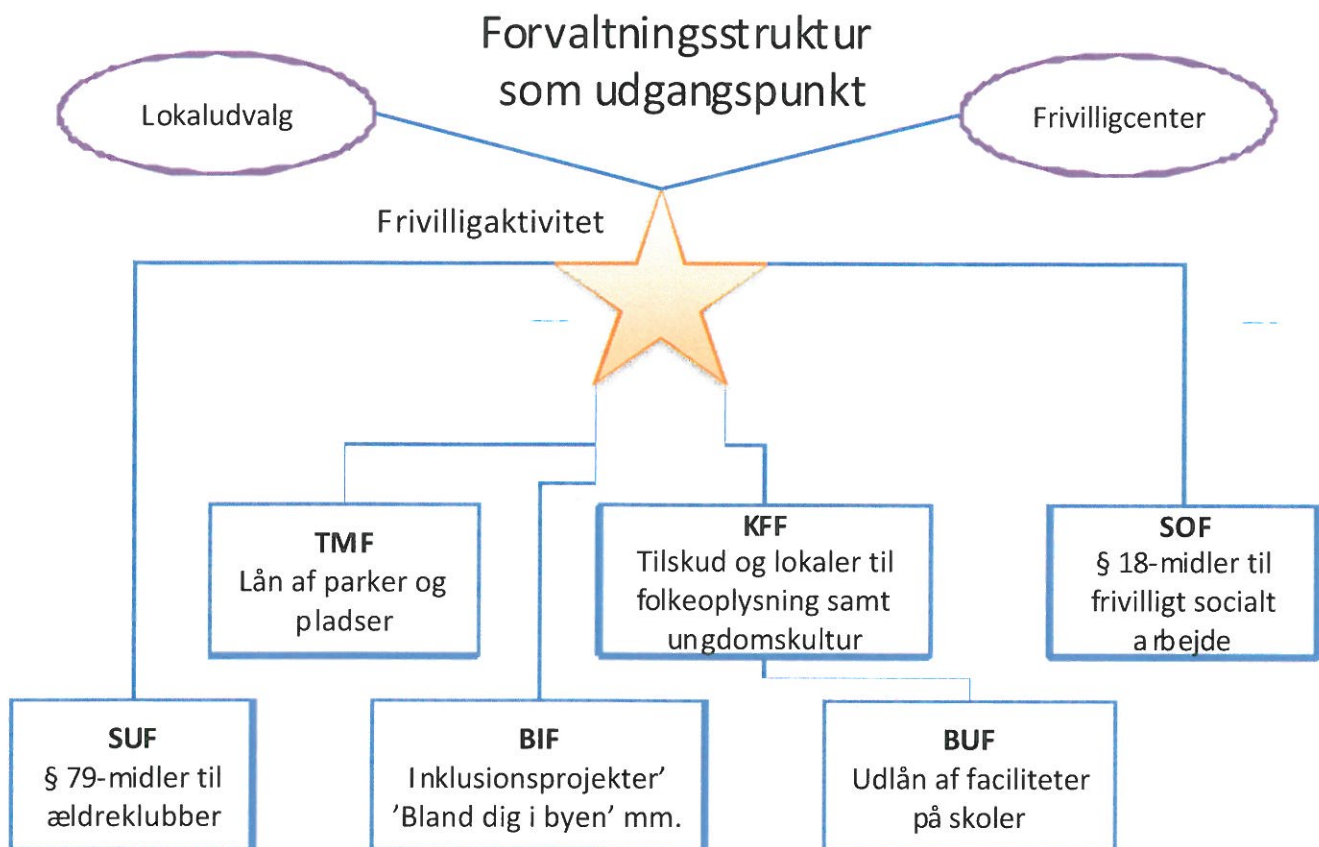 Forvaltningsstruktur
som udgangspunkt
Lokaludvalg
Frivilligcenter
Frivilligaktivitet
TMF
Lån af parker og
pladser
KFF
Tilskud og lokaler til
folkeoplysning samt
ungdomskultur
SOF
§ 18-midler til
frivilligt socialt
arbejde
SUF
§ 79-midler til
ældreklubber
BIF
Inklusionsprojekter’
’Bland dig i byen’ mm.
BUF
Udlån af faciliteter
på skoler